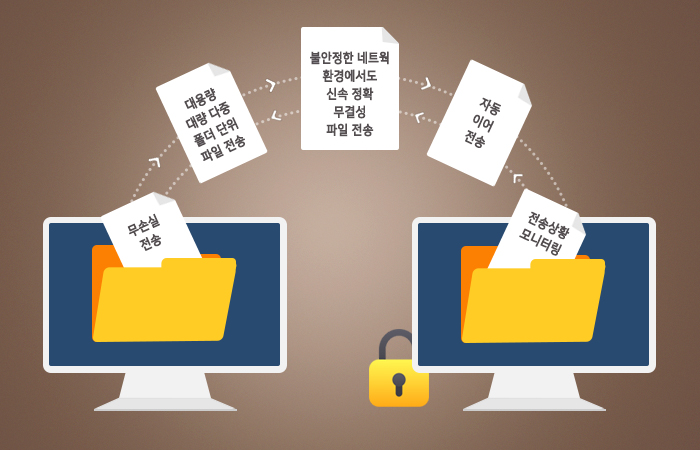 무손실
전송
대용량
대량 다중
폴더 단위
파일 전송
불안정한 네트웍
환경에서도
신속 정확
무결성
파일 전송
자동
이어
전송
전송상황
모니터링